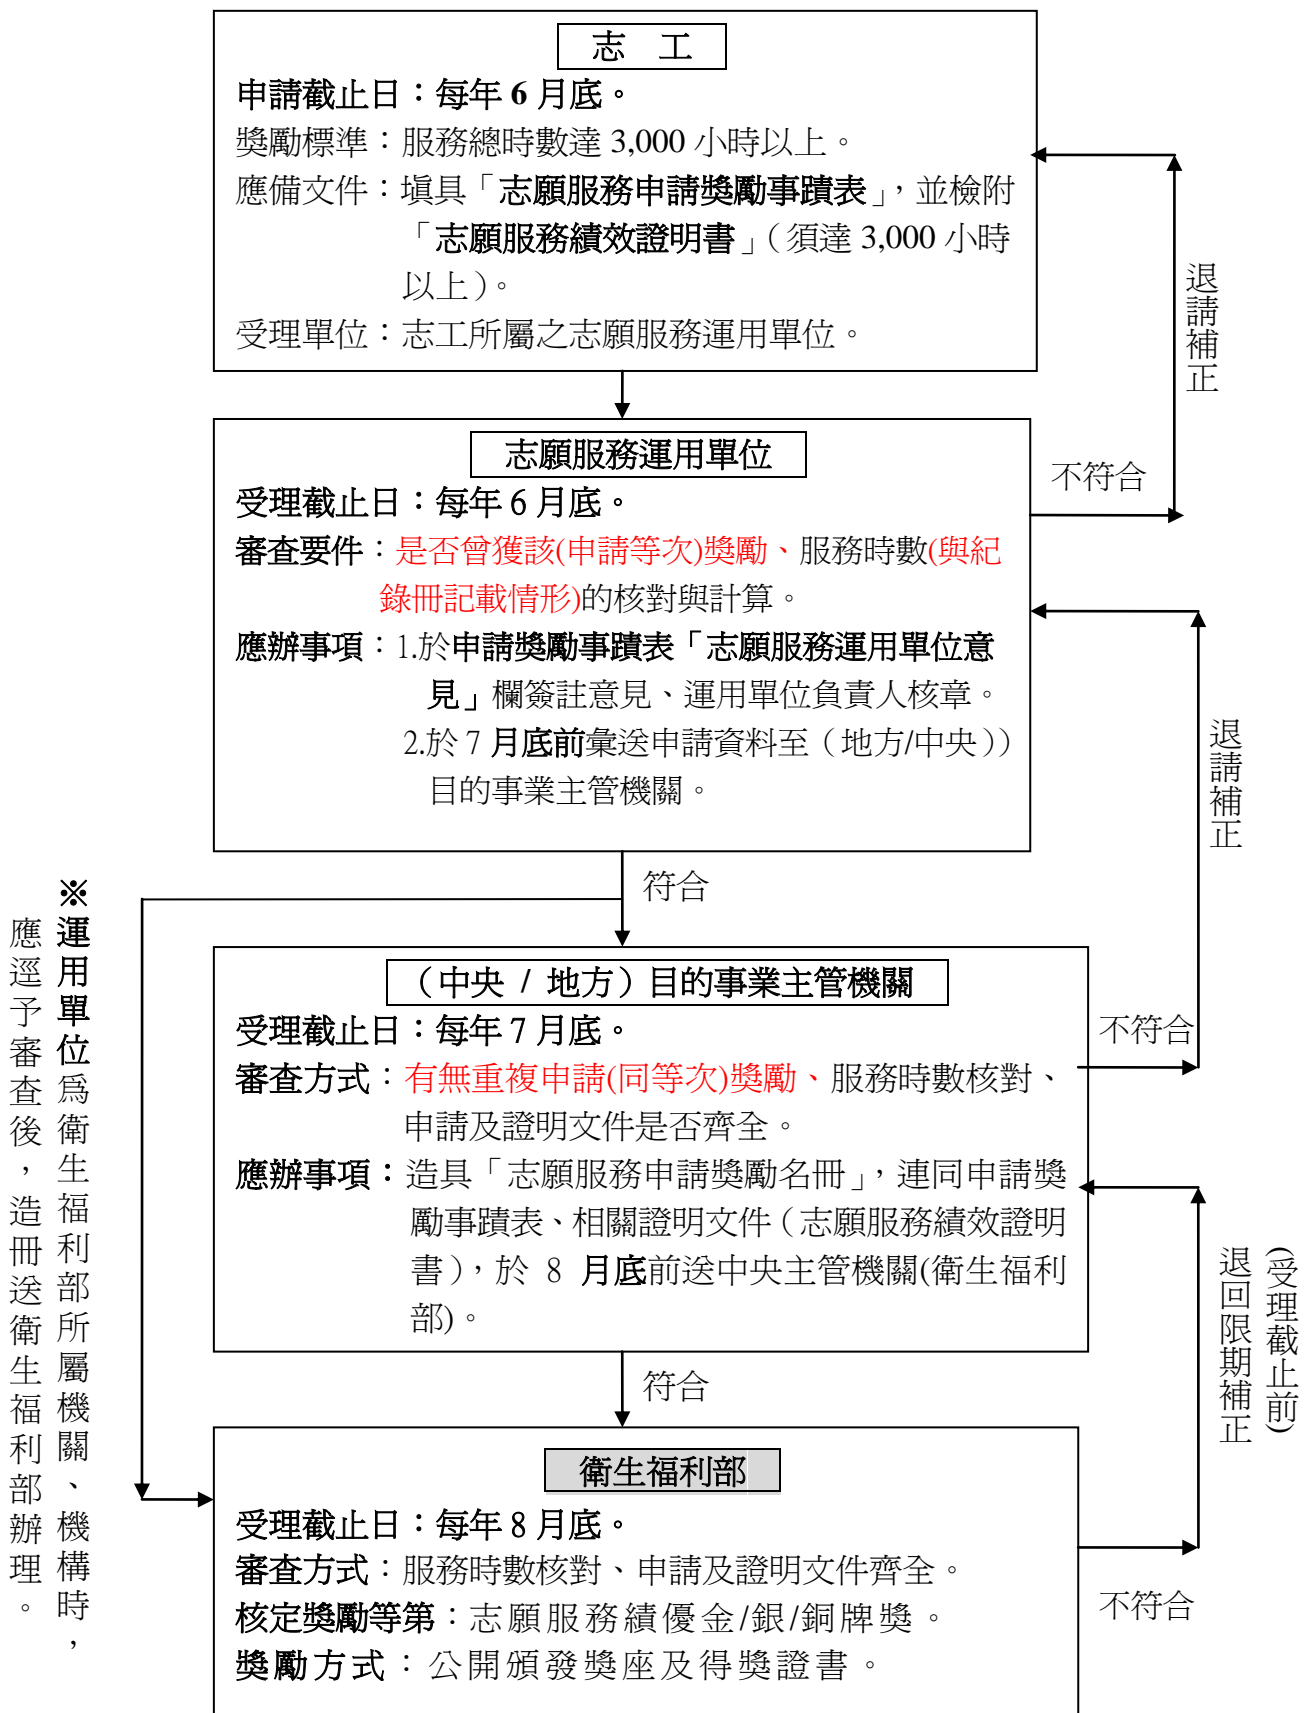 志　工
申請截止日：每年 6 月底。
獎勵標準：服務總時數達 3,000 小時以上。
應備文件：填具「志願服務申請獎勵事蹟表」，並檢附
「志願服務績效證明書」（須達 3,000 小時
以上）。
受理單位：志工所屬之志願服務運用單位。
退請補正
志願服務運用單位
不符合
受理截止日：每年 6 月底。
審查要件：是否曾獲該(申請等次)獎勵、服務時數(與紀
錄冊記載情形)的核對與計算。
應辦事項：1.於申請獎勵事蹟表「志願服務運用單位意
見」欄簽註意見、運用單位負責人核章。
2.於 7 月底前彙送申請資料至（地方/中央））
目的事業主管機關。
退請補正
符合
※運用單位為衛生福利部所屬機關、機構時，
應逕予審查後，造冊送衛生福利部辦理。
（中央 / 地方）目的事業主管機關
受理截止日：每年 7 月底。
不符合
審查方式：有無重複申請(同等次)獎勵、服務時數核對、
申請及證明文件是否齊全。
應辦事項：造具「志願服務申請獎勵名冊」，連同申請獎
勵事蹟表、相關證明文件（志願服務績效證明
書），於 8 月底前送中央主管機關(衛生福利
部)。
(受理截止前)
退回限期補正
符合
衛生福利部
受理截止日：每年 8 月底。
審查方式：服務時數核對、申請及證明文件齊全。
核定獎勵等第：志願服務績優金/銀/銅牌獎。
不符合
獎勵方式：公開頒發獎座及得獎證書。